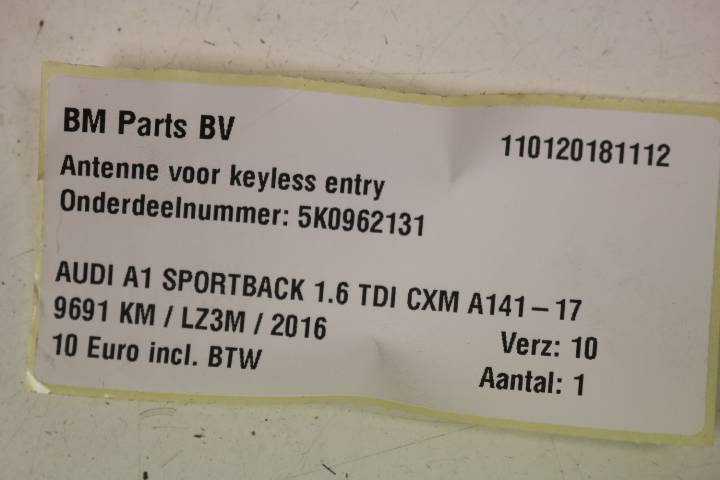 BM Parts BV
110120181112
Antenne voor keyless entry
Onderdeelnummer: 5K0962131
AUDI A1 SPORTBACK 1.6 TDI CXM A141-17
9691 KM / LZ3M / 2016
Verz: 10
10 Euro incl. BTW
Aantal: 1